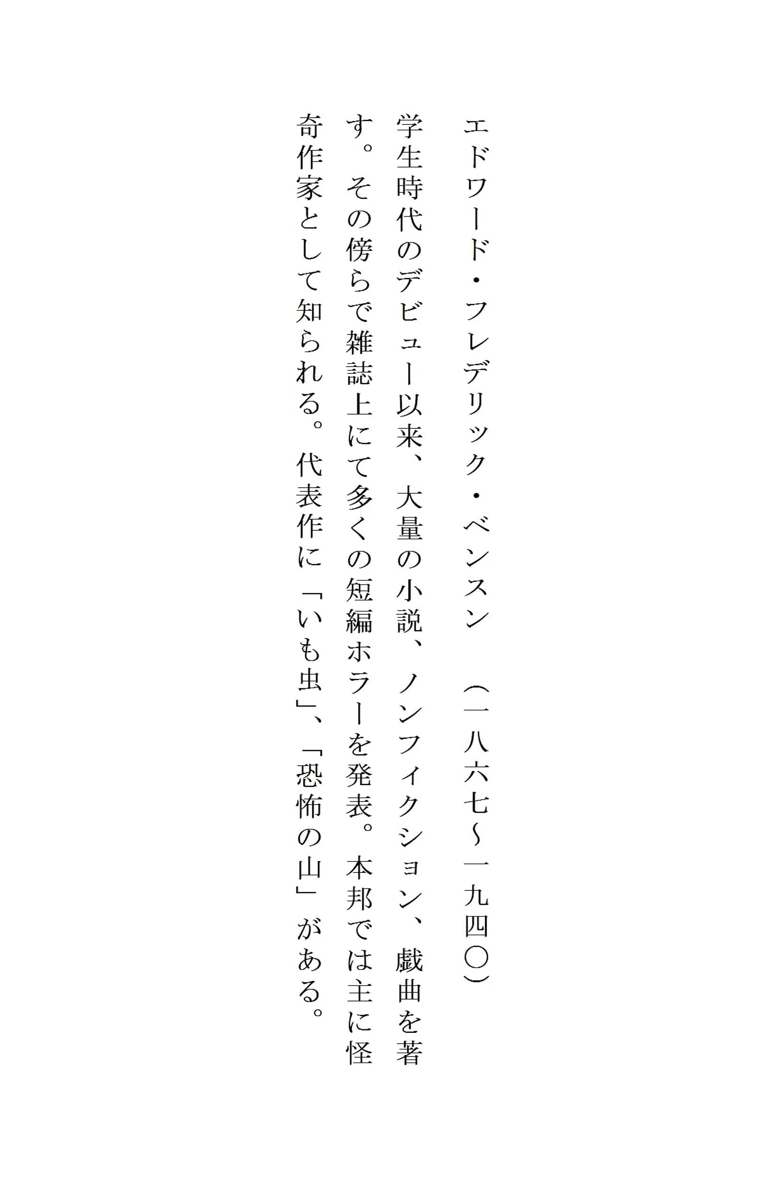 エドワード・フレデリック・ベンスン　（一八六七〜一九四〇）
学生時代のデビュー以来、大量の小説、ノンフィクション、戯曲を著
す。その傍らで雑誌上にて多くの短編ホラーを発表。本邦では主に怪
奇作家として知られる。代表作に「いも虫」、「恐怖の山」がある。